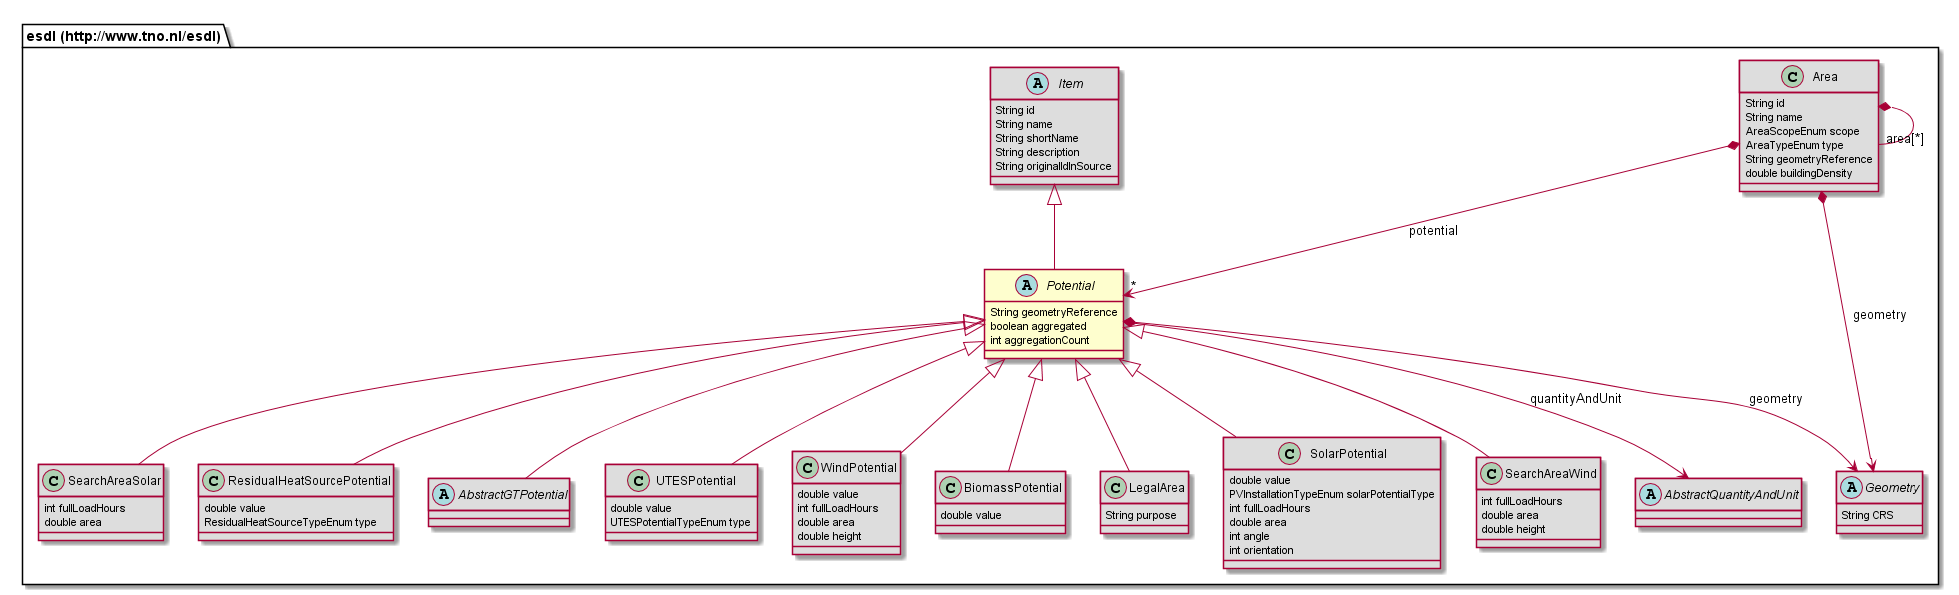 esdl (http://www.tno.nl/esdl)
A Item
String id
String name
String shortName
String description
String originalIdInSource
C Area
String id
String name
AreaScopeEnum scope
AreaTypeEnum type
String geometryReference
double buildingDensity
area[*]
potential
*
geometry
A Potential
String geometryReference
boolean aggregated
int aggregationCount
quantityAndUnit
geometry
C SearchAreaSolar
int fullLoadHours
double area
C ResidualHeatSourcePotential
double value
ResidualHeatSourceTypeEnum type
A AbstractGTPotential
C UTESPotential
double value
UTESPotentialTypeEnum type
C WindPotential
double value
int fullLoadHours
double area
double height
C BiomassPotential
double value
C LegalArea
String purpose
C SolarPotential
double value
PVInstallationTypeEnum solarPotentialType
int fullLoadHours
double area
int angle
int orientation
C SearchAreaWind
int fullLoadHours
double area
double height
A AbstractQuantityAndUnit
A Geometry
String CRS